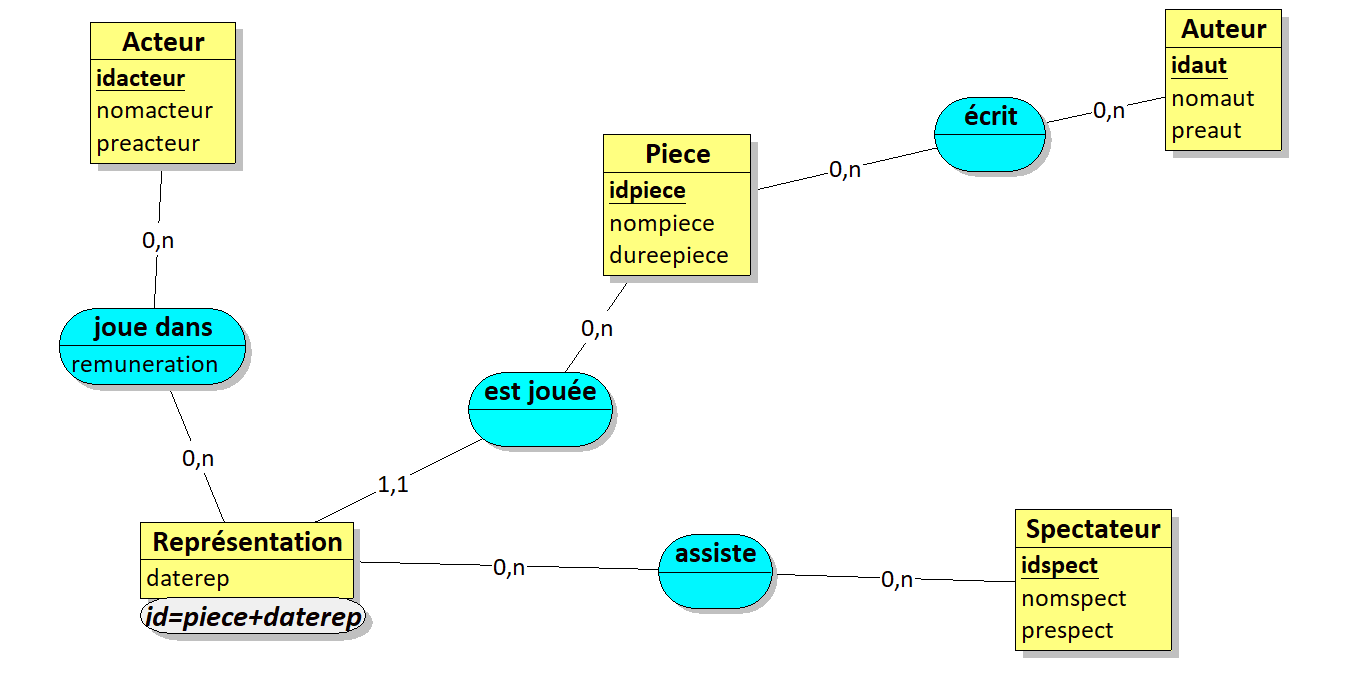 Acteur
idacteur
nomacteur
preacteur
0,n
joue dans
remuneration
0,n
Représentation
daterep
id=piece+daterep
1,1
est jouée
0,n
Piece
idpiece
nompiece
dureepiece
0,n
écrit
0,n
Auteur
idaut
nomaut
preaut
0,n
assiste
0,n
Spectateur
idspect
nomspect
prespect